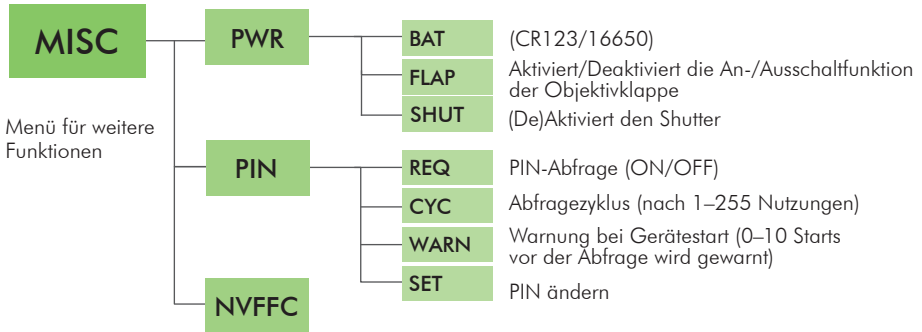 MISC
Menü für weitere
Funktionen
PWR
BAT
(CR123/16650)
FLAP
Aktiviert/Deaktiviert die An-/Ausschaltfunktion
der Objektivklappe
SHUT
(De)Aktiviert den Shutter
PIN
REQ
PIN-Abfrage (ON/OFF)
CYC
Abfragezyklus (nach 1–255 Nutzungen)
WARN
Warnung bei Gerätestart (0–10 Starts
vor der Abfrage wird gewarnt)
SET
PIN ändern
NVFFC